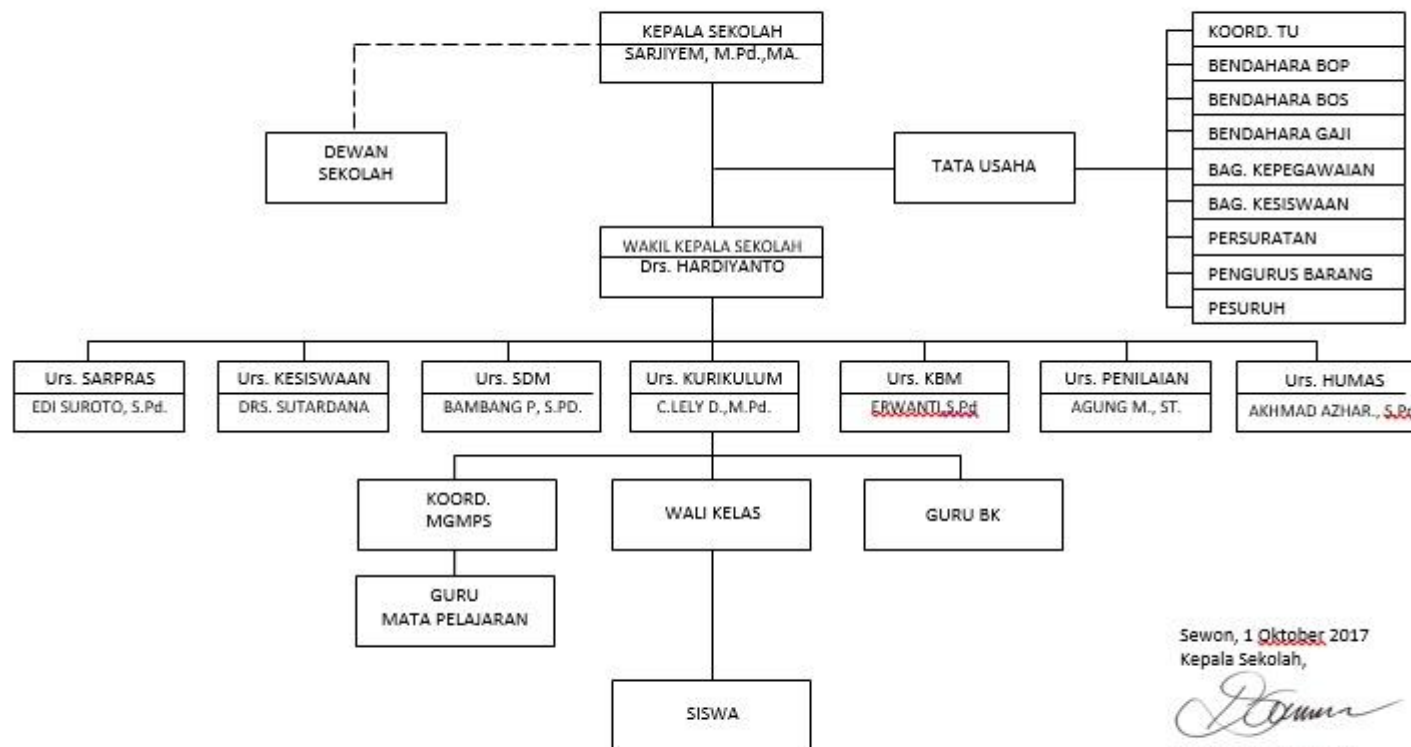 KEPALA SEKOLAH
SARJIYEM, M.Pd.,MA.
DEWAN
SEKOLAH
TATA USAHA
KOORD. TU
BENDAHARA BOP
BENDAHARA BOS
BENDAHARA GAJI
BAG. KEPEGAWAIAN
BAG. KESISWAAN
PERSURATAN
PENGURUS BARANG
PESURUH
WAKIL KEPALA SEKOLAH
Drs. HARDIYANTO
Urs. SARPRAS
EDI SUROTO, S.Pd.
Urs. KESISWAAN
DRS. SUTARDANA
Urs. SDM
BAMBANG P, S.PD.
Urs. KURIKULUM
C.LELY D.,M.Pd.
Urs. KBM
ERWANTI,S.Pd
Urs. PENILAIAN
AGUNG M., ST.
Urs. HUMAS
AKHMAD AZHAR., S.Pd
KOORD.
MGMPS
WALI KELAS
GURU BK
GURU
MATA PELAJARAN
SISWA
Sewon, 1 Oktober 2017
Kepala Sekolah,